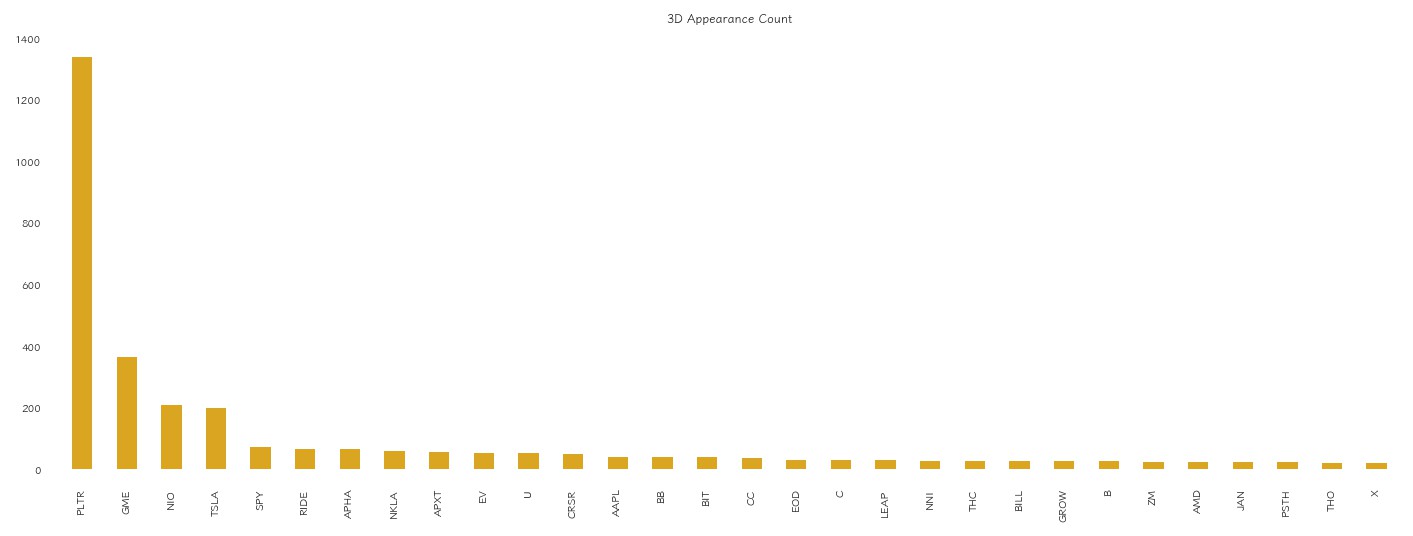 3D Appearance Count
1400
1200
1000
800
600
400
200
0
PLTR
GME
NIO
TSLA
SPY
RIDE
APHA
NKLA
APXT
EV
U
CRSR
AAPL
BB
BIT
CC
EOD
C
LEAP
NNI
THC
BILL
GROW
B
ZM
AMD
JAN
PSTH
THO
X